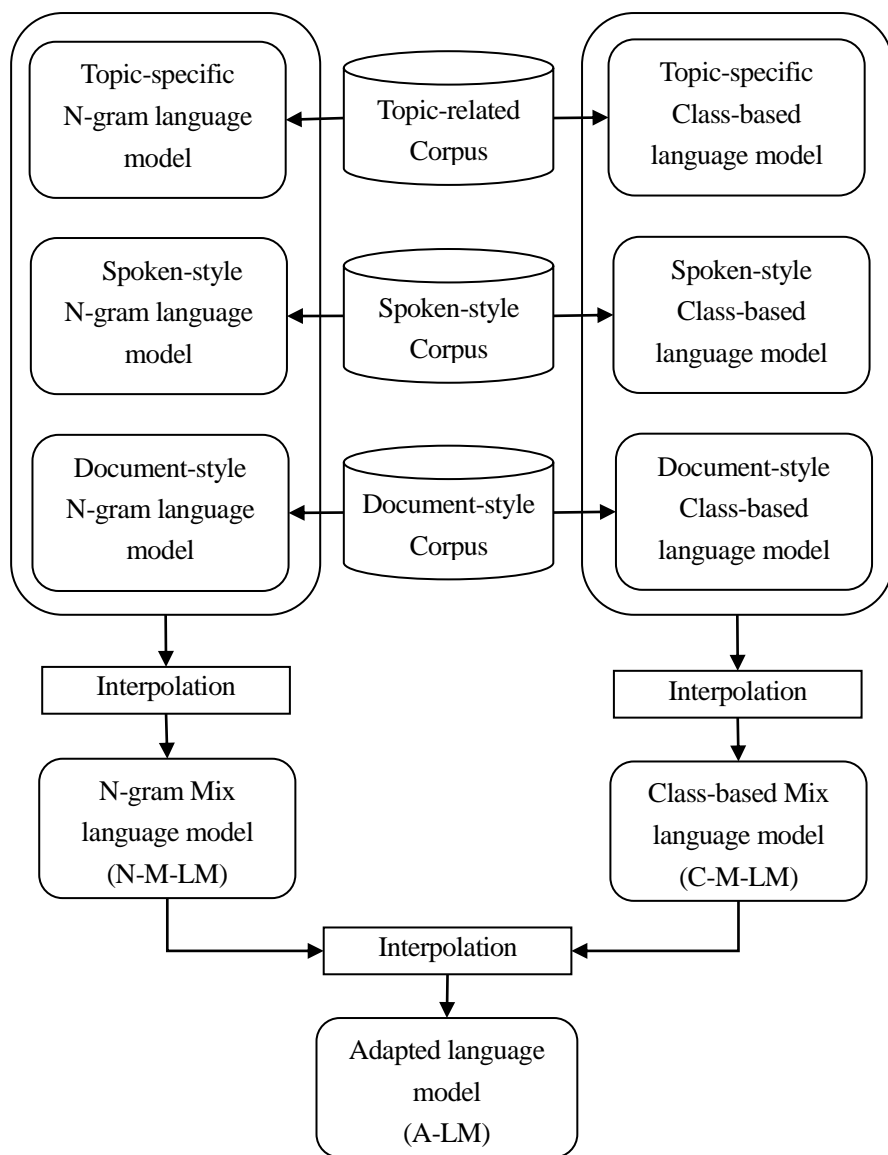 Topic-specific
N-gram language
model
Topic-related
Corpus
Topic-specific
Class-based
language model
Spoken-style
N-gram language
model
Spoken-style
Corpus
Spoken-style
Class-based
language model
Document-style
N-gram language
model
Document-style
Corpus
Document-style
Class-based
language model
Interpolation
Interpolation
N-gram Mix
language model
(N-M-LM)
Class-based Mix
language model
(C-M-LM)
Interpolation
Adapted language
model
(A-LM)